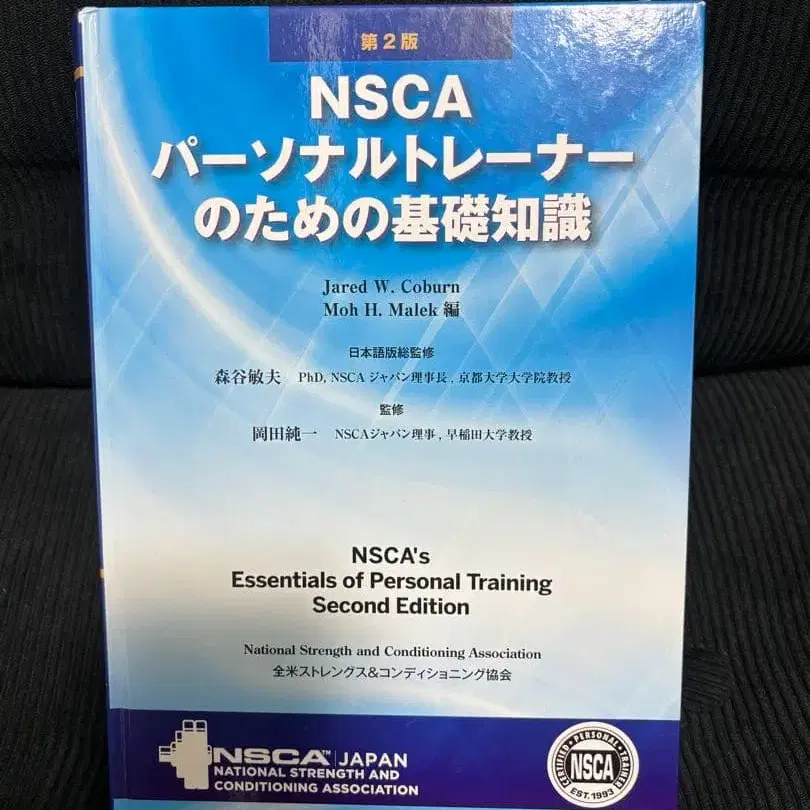 第2版
NSCA
パーソナルトレーナー
のための基礎知識
Jared W. Coburn
Moh H. Malek 編
日本語版総監修
森谷敏夫 PhD, NSCA ジャパン理事長, 京都大学大学院教授
監修
岡田純一 NSCAジャパン理事, 早稲田大学教授
NSCA's
Essentials of Personal Training
Second Edition
National Strength and Conditioning Association
全米ストレングス&コンディショニング協会
NSCA™ JAPAN
NATIONAL STRENGTH AND
CONDITIONING ASSOCIATION
CERTIFIED • PERSONAL • TRAINER
NSCA
EST. 1993